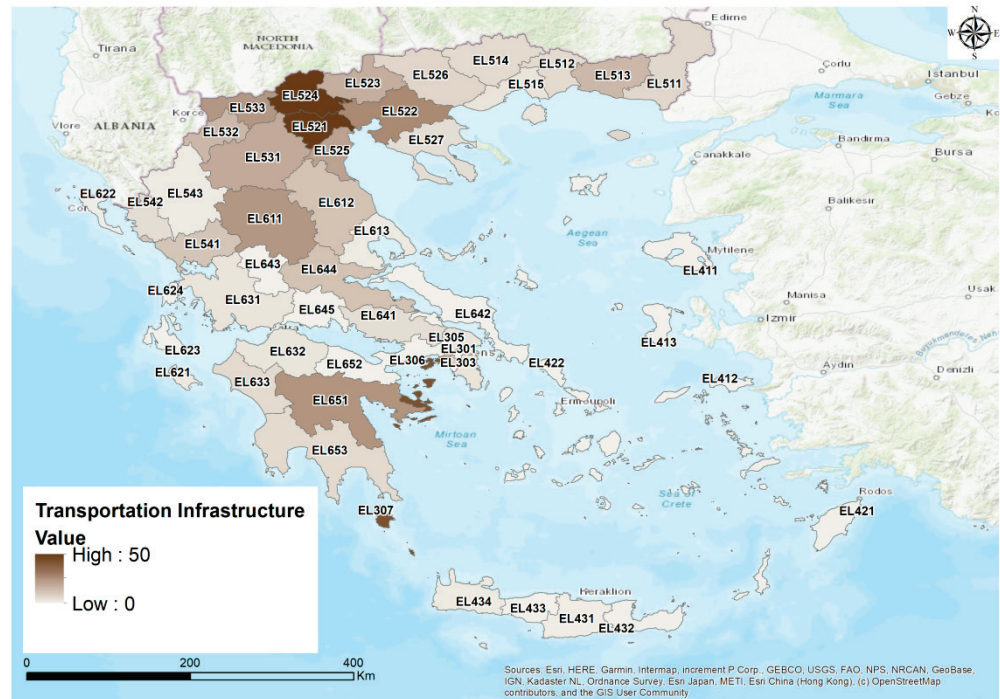 Edirne
N
W
E
S
NORTH
MACEDONIA
Tirana
EL514
EL512
EL526
EL523
EL513
EL515
EL511
Çorlu
Istanbul
Gebze
EL524
EL533
EL522
Korce
Marmara
Sea
Vlore
ALBANIA
EL521
EL532
EL527
Bandirma
EL525
Bursa
Canakkale
EL531
EL622
EL543
EL542
EL612
Balikesir
EL611
EL613
Aegean
Sea
EL541
Mytilene
EL643
EL411
EL644
EL624
Manisa
Usak
EL631
EL645
EL641
EL642
Izmir
EL305
EL413
EL623
EL632
EL301
EL306
EL652
EL303
EL422
EL621
EL633
EL412
Aydin
Denizli
EL651
Ermoupoli
Mirtoan
Sea
EL653
Sea of
Crete
Rodos
EL307
EL421
Transportation Infrastructure
Value
High : 50
Low : 0
Heraklion
EL434
EL433
EL431
EL432
0
200
400
Km
Sources: Esri, HERE, Garmin, Intermap, increment P Corp., GEBCO, USGS, FAO, NPS, NRCAN, GeoBase,
IGN, Kadaster NL, Ordnance Survey, Esri Japan, METI, Esri China (Hong Kong), (c) OpenStreetMap
contributors, and the GIS User Community